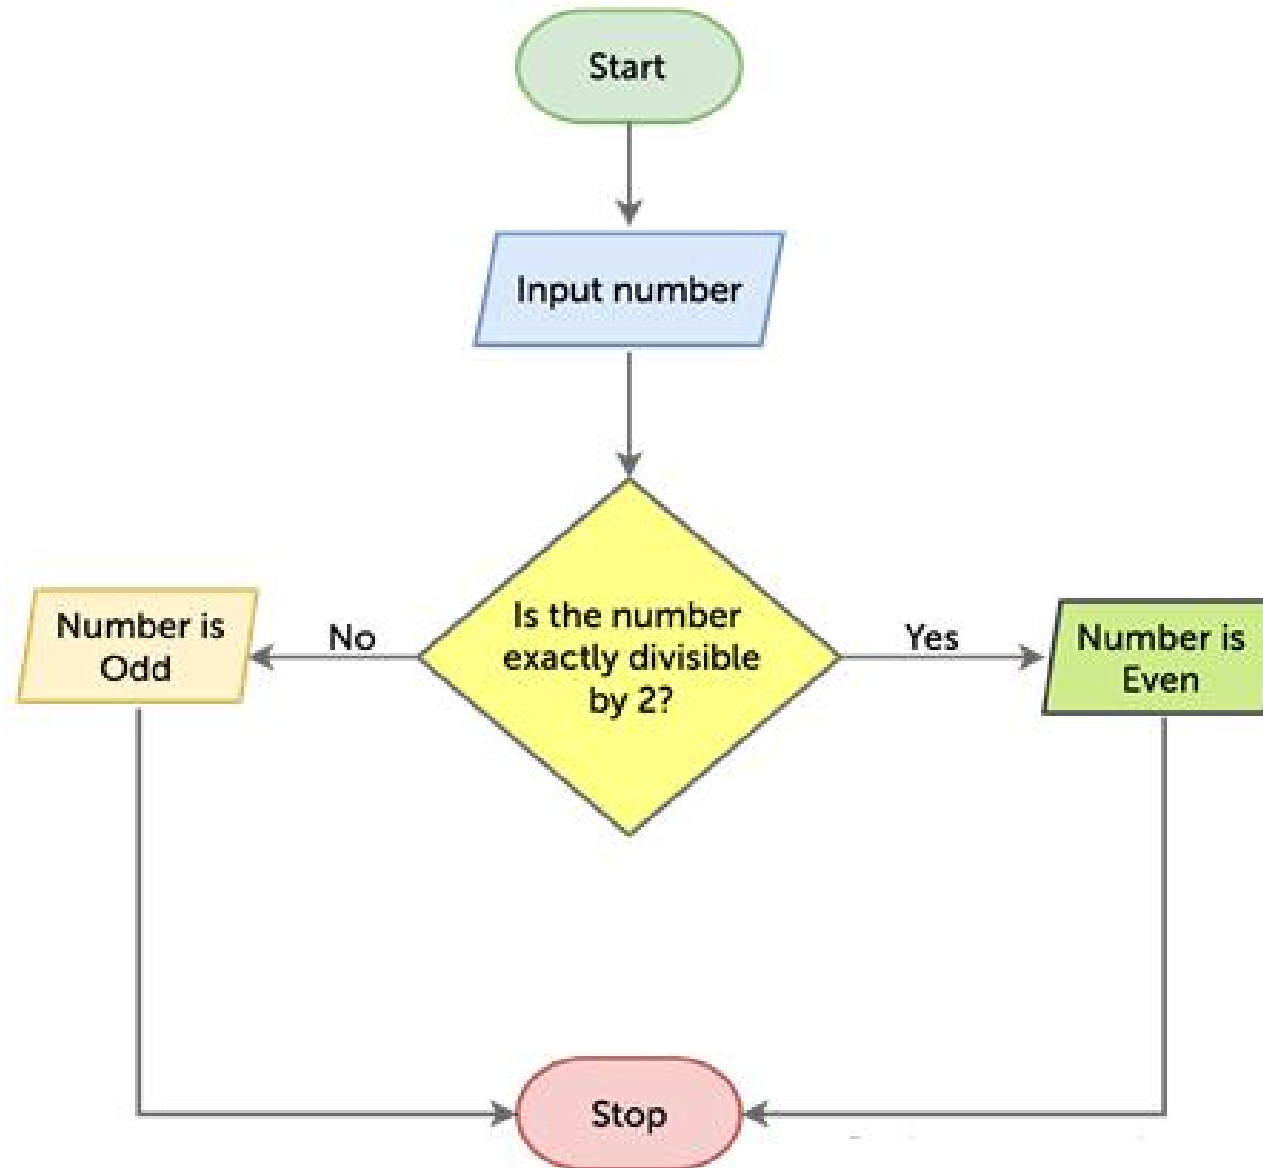 Start
Input number
Is the number
exactly divisible
by 2?
No
Yes
Number is
Odd
Number is
Even
Stop